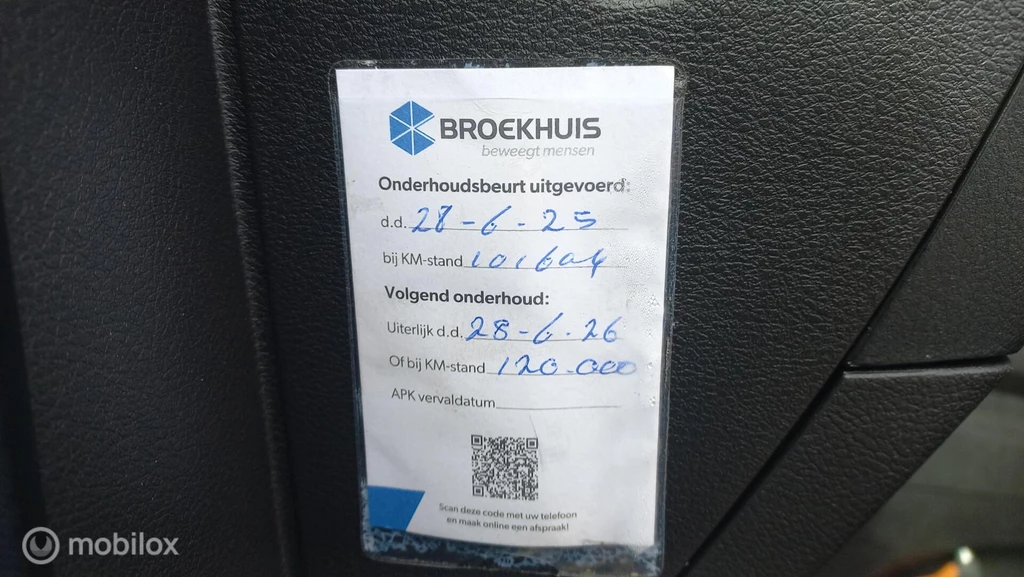 BROEKHUIS
beweegt mensen
Onderhoudsbeurt uitgevoerd:
d.d. 28-6-25
bij KM-stand 101604
Volgend onderhoud:
Uiterlijk d.d. 28-6-26
Of bij KM-stand 120.000
APK vervaldatum
Scan deze code met uw telefoon
en maak online een afspraak!
mobilox